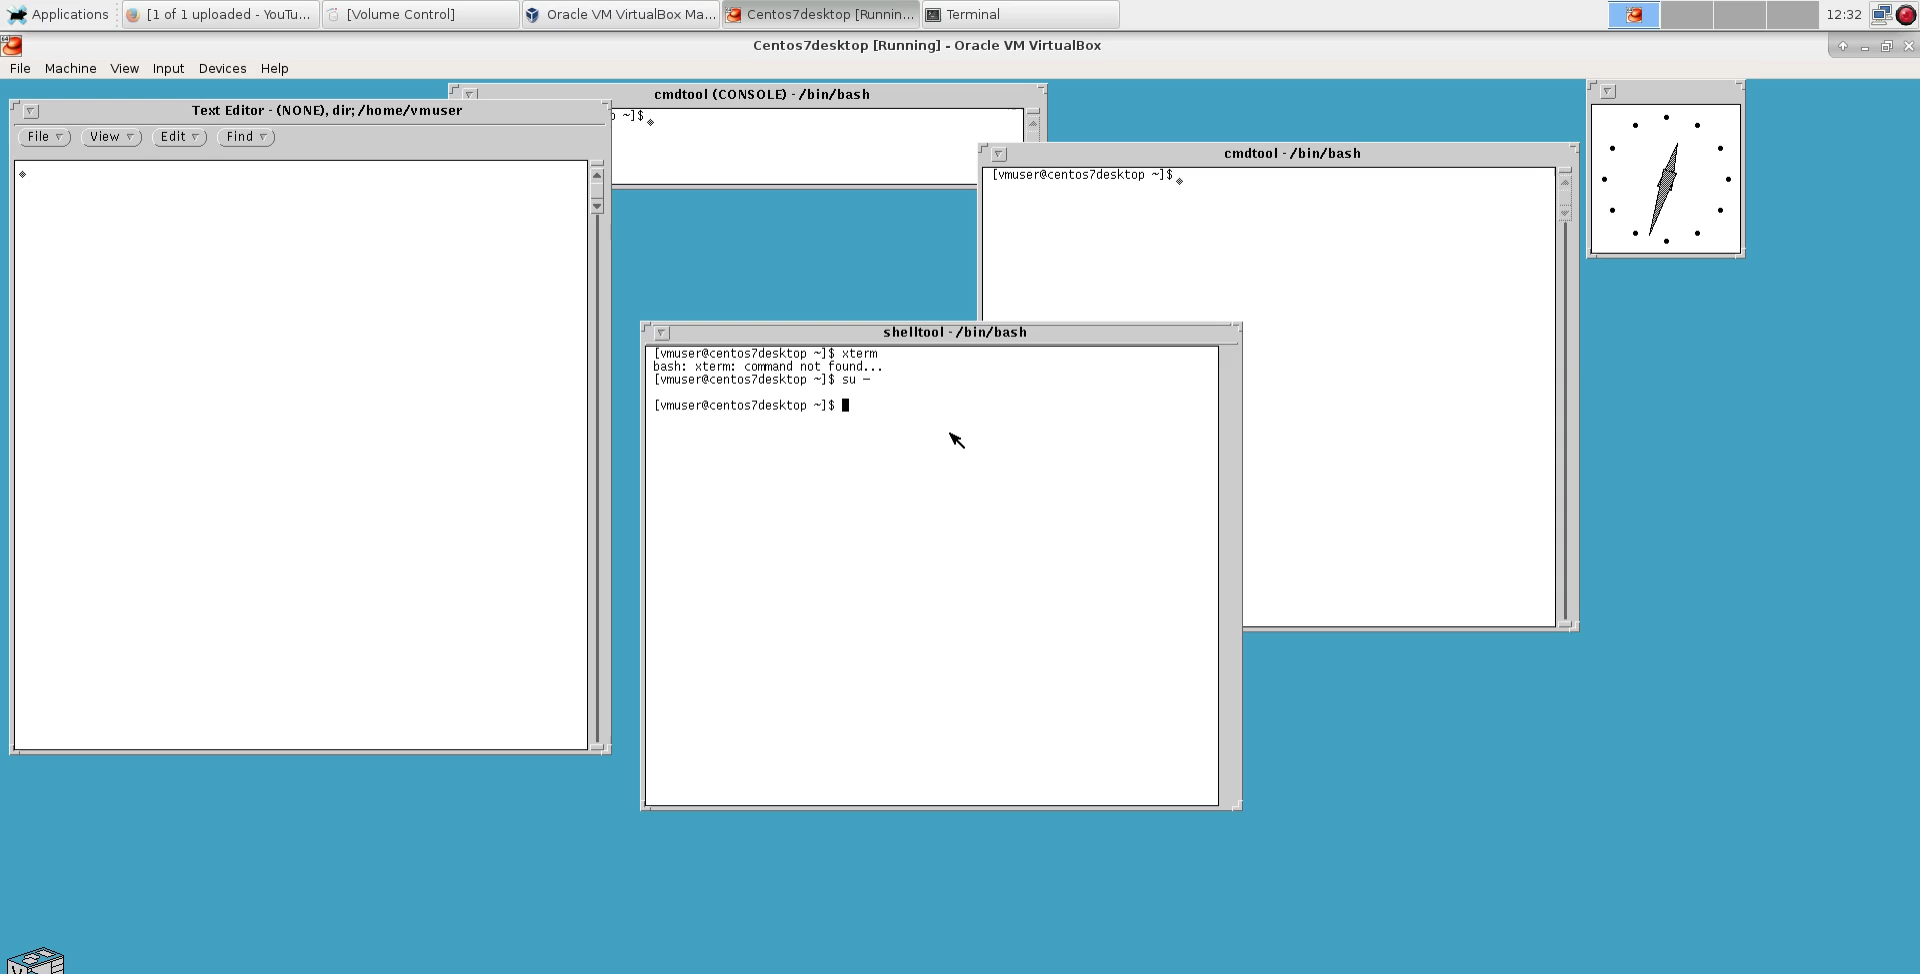 Applications
[1 of 1 uploaded - YouTu...
[Volume Control]
Oracle VM VirtualBox Ma...
Centos7desktop [Runnin...
Terminal
12:32
Centos7desktop [Running] - Oracle VM VirtualBox
File Machine View Input Devices Help
Text Editor - (NONE), dir; /home/vmuser
File View Edit Find
cmdtool (CONSOLE) - /bin/bash
~]$
cmdtool - /bin/bash
[vmuser@centos7desktop ~]$
shelltool - /bin/bash
[vmuser@centos7desktop ~]$ xterm
bash: xterm: command not found...
[vmuser@centos7desktop ~]$ su -
[vmuser@centos7desktop ~]$